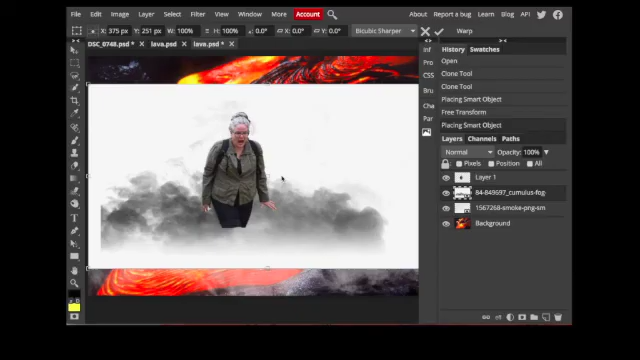 File Edit Image Layer Select Filter View Window More Account About Report a bug Learn Blog API
X: 375 px Y: 251 px W: 100% H: 100% 0.0° X: 0.0° Y: 0.0° Bicubic Sharper Warp
DSC_0748.psd * lava.psd lava.psd *
Inf
Pro
CSS
Bru
Cha
Par
History Swatches
Open
Clone Tool
Clone Tool
Placing Smart Object
Free Transform
Placing Smart Object
Layers Channels Paths
Normal Opacity: 100%
Pixels Position All
Layer 1
84-849697_cumulus-fog
1567268-smoke-png-sm
Background
eff